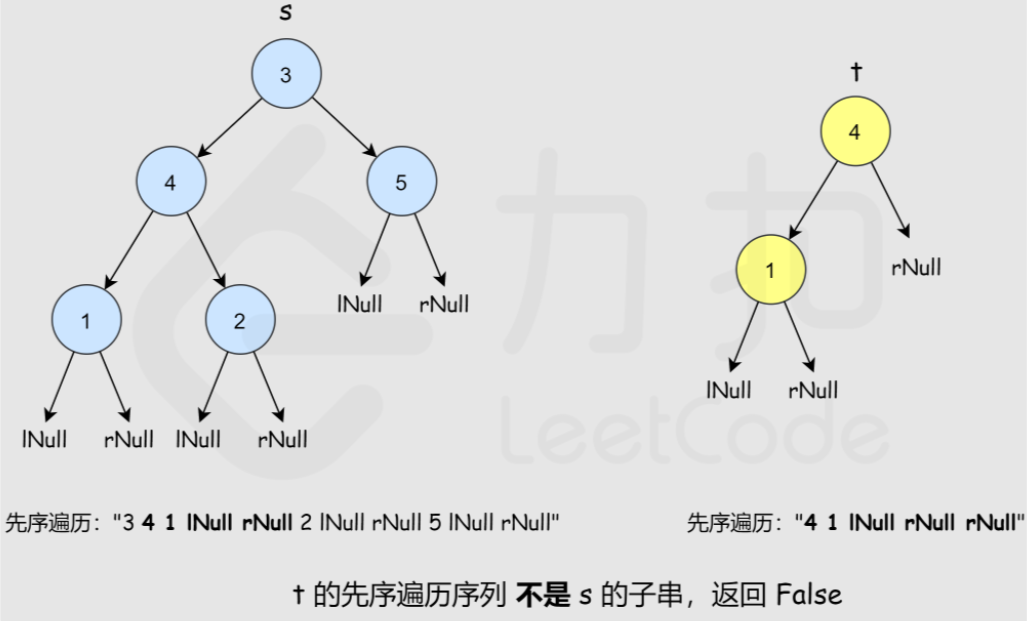 s
3
t
4
4
5
1
rNull
1
2
lNull rNull
lNull rNull
lNull rNull lNull rNull
力扣
LeetCode
先序遍历："3 4 1 lNull rNull 2 lNull rNull 5 lNull rNull"
先序遍历："4 1 lNull rNull rNull"
t 的先序遍历序列 不是 s 的子串，返回 False